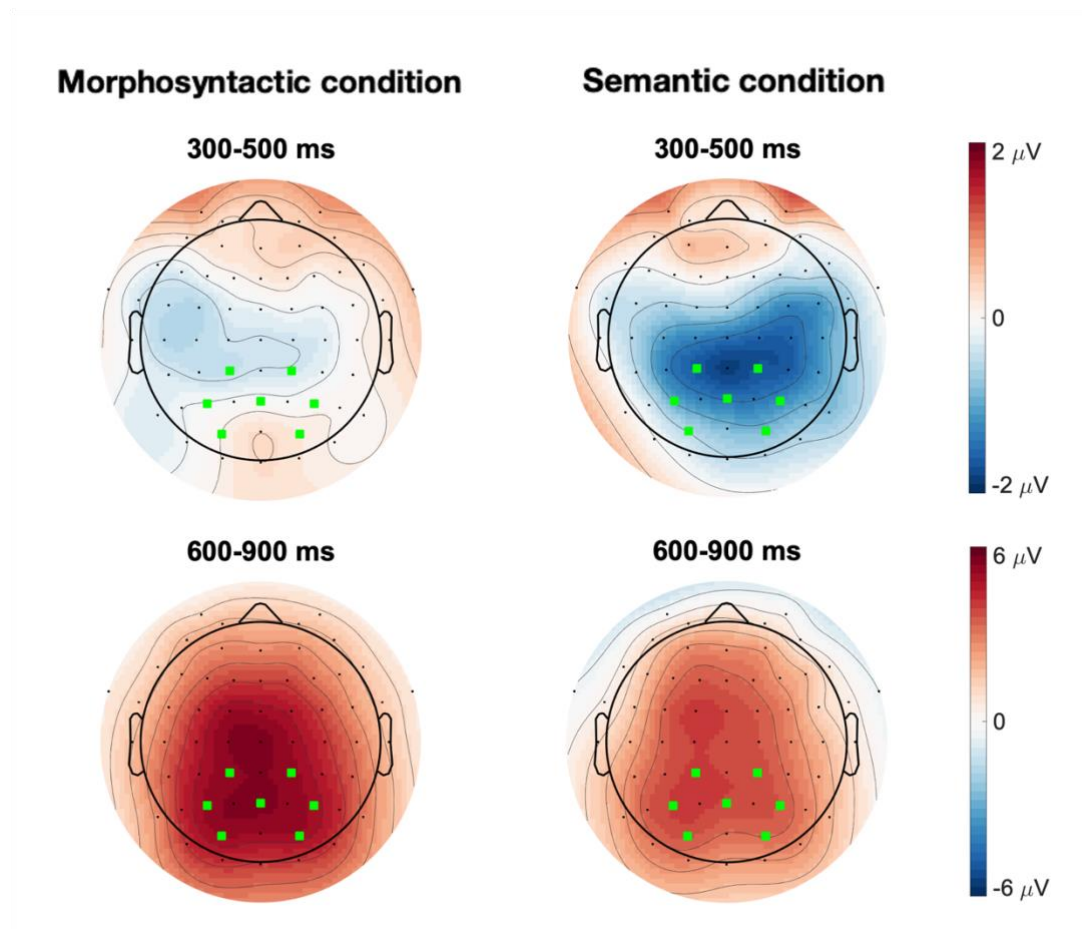 Morphosyntactic condition
Semantic condition
300-500 ms
300-500 ms
2 μV
0
-2 μV
600-900 ms
600-900 ms
6 μV
0
-6 μV